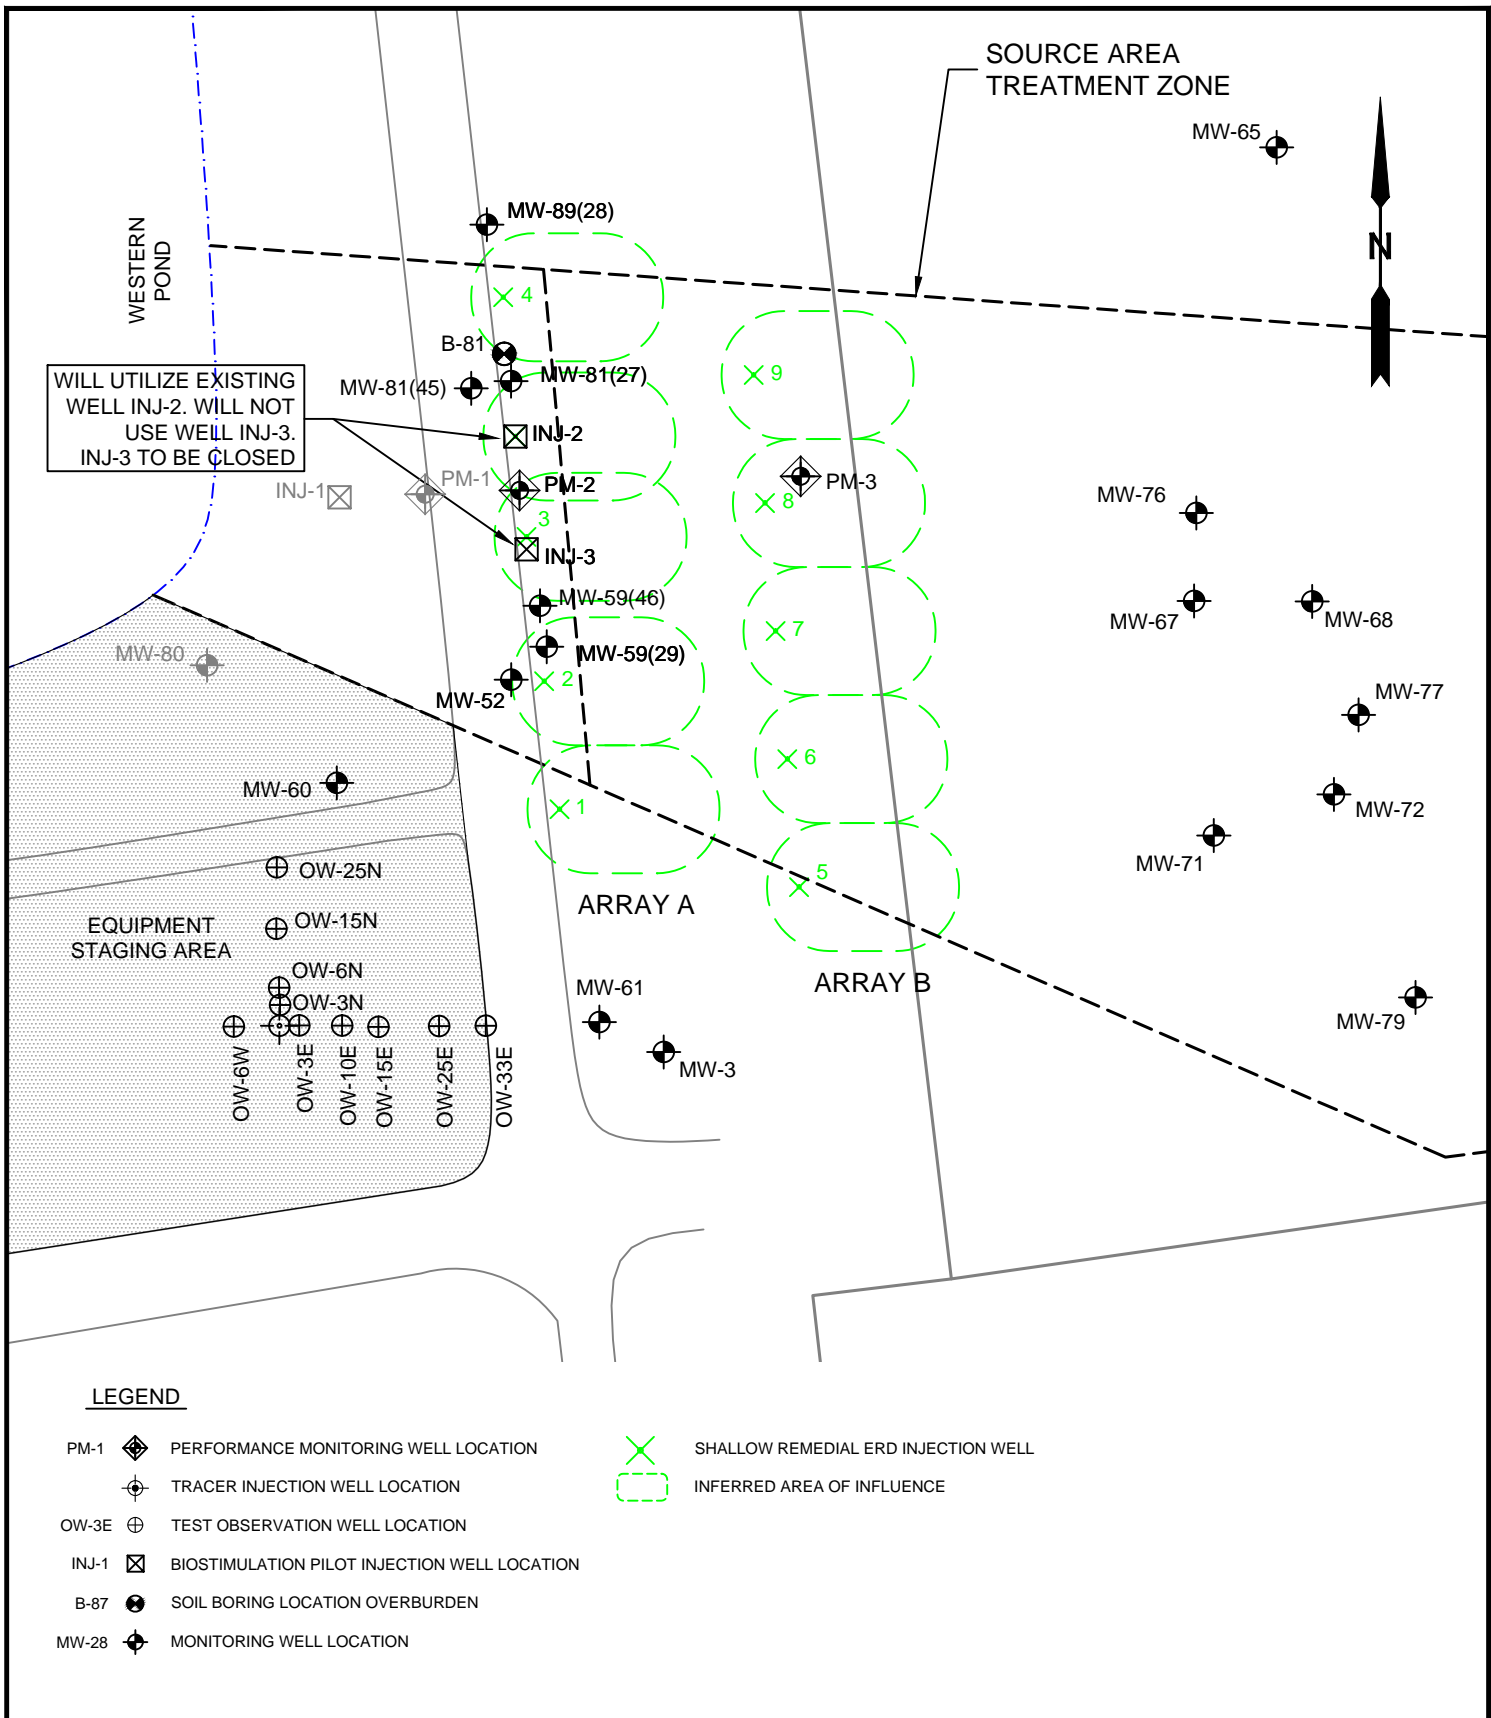 SOURCE AREA
TREATMENT ZONE
MW-65
N
WESTERN
POND
MW-89(28)
4
B-81
MW-81(45)
MW-81(27)
9
WILL UTILIZE EXISTING
WELL INJ-2. WILL NOT
USE WELL INJ-3.
INJ-3 TO BE CLOSED
INJ-2
INJ-1
PM-1
PM-2
PM-3
8
3
INJ-3
MW-76
MW-59(46)
MW-67
MW-68
7
MW-80
MW-59(29)
MW-52
2
MW-77
6
MW-60
1
MW-72
MW-71
5
OW-25N
ARRAY A
EQUIPMENT
STAGING AREA
OW-15N
OW-6N
OW-3N
ARRAY B
MW-61
MW-79
MW-3
OW-6W
OW-3E
OW-10E
OW-15E
OW-25E
OW-33E
LEGEND
PM-1 PERFORMANCE MONITORING WELL LOCATION
TRACER INJECTION WELL LOCATION
OW-3E TEST OBSERVATION WELL LOCATION
INJ-1 BIOSTIMULATION PILOT INJECTION WELL LOCATION
B-87 SOIL BORING LOCATION OVERBURDEN
MW-28 MONITORING WELL LOCATION
SHALLOW REMEDIAL ERD INJECTION WELL
INFERRED AREA OF INFLUENCE